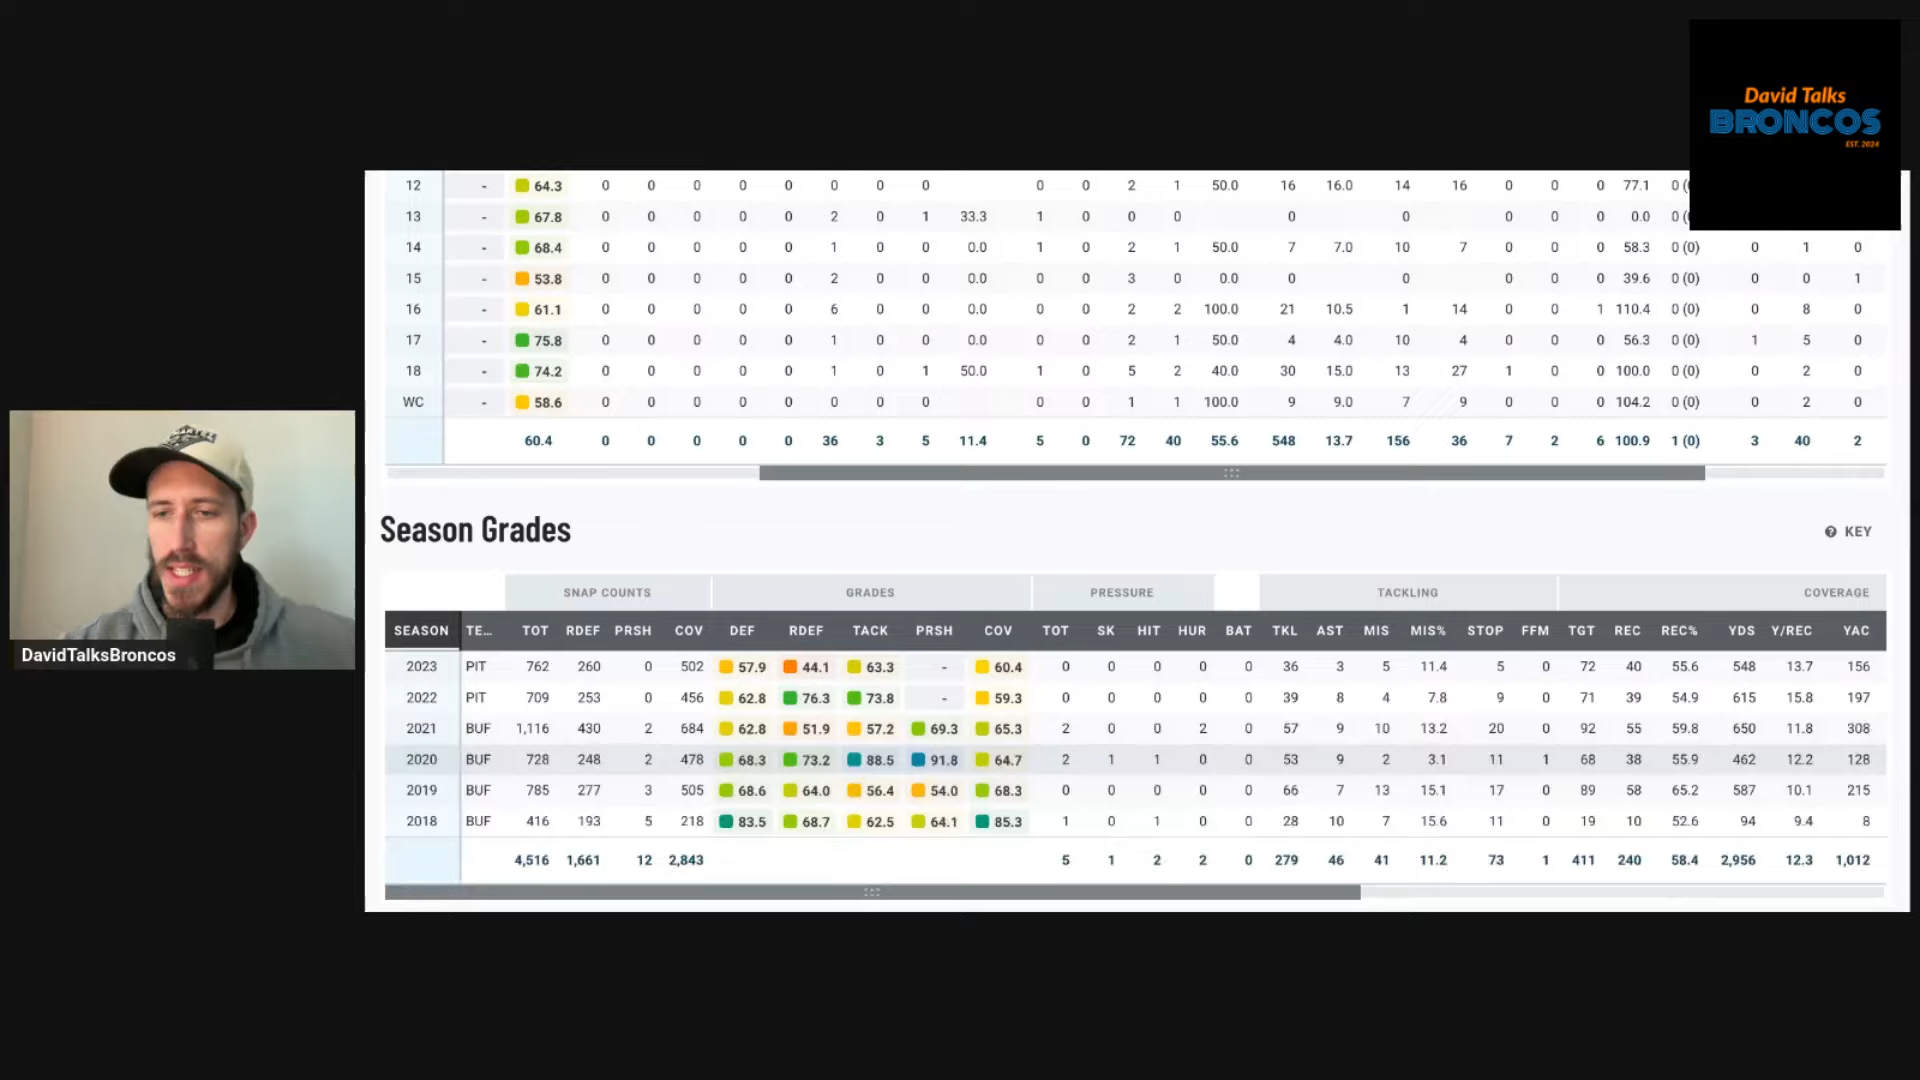 David Talks
BRONCOS
EST. 2024
12 - 64.3 0 0 0 0 0 0 0 0 0 0 2 1 50.0 16 16.0 14 16 0 0 0 77.1
13 - 67.8 0 0 0 0 0 2 0 1 33.3 1 0 0 0 0 0 0 0 0 0.0
14 - 68.4 0 0 0 0 0 1 0 0 0.0 1 0 2 1 50.0 7 7.0 10 7 0 0 0 58.3 0 (0) 0 1 0
15 - 53.8 0 0 0 0 0 2 0 0 0.0 0 0 3 0 0.0 0 0 0 0 0 39.6 0 (0) 0 0 1
16 - 61.1 0 0 0 0 0 6 0 0 0.0 0 0 2 2 100.0 21 10.5 1 14 0 0 1 110.4 0 (0) 0 8 0
17 - 75.8 0 0 0 0 0 1 0 0 0.0 0 0 2 1 50.0 4 4.0 10 4 0 0 0 56.3 0 (0) 1 5 0
18 - 74.2 0 0 0 0 0 1 0 1 50.0 1 0 5 2 40.0 30 15.0 13 27 1 0 0 100.0 0 (0) 0 2 0
WC - 58.6 0 0 0 0 0 0 0 0 0 0 1 1 100.0 9 9.0 7 9 0 0 0 104.2 0 (0) 0 2 0
60.4 0 0 0 0 0 36 3 5 11.4 5 0 72 40 55.6 548 13.7 156 36 7 2 6 100.9 1 (0) 3 40 2
Season Grades
KEY
SNAP COUNTS GRADES PRESSURE TACKLING COVERAGE
SEASON TE... TOT RDEF PRSH COV DEF RDEF TACK PRSH COV TOT SK HIT HUR BAT TKL AST MIS MIS% STOP FFM TGT REC REC% YDS Y/REC YAC
2023 PIT 762 260 0 502 57.9 44.1 63.3 - 60.4 0 0 0 0 0 36 3 5 11.4 5 0 72 40 55.6 548 13.7 156
2022 PIT 709 253 0 456 62.8 76.3 73.8 - 59.3 0 0 0 0 0 39 8 4 7.8 9 0 71 39 54.9 615 15.8 197
2021 BUF 1,116 430 2 684 62.8 51.9 57.2 69.3 65.3 2 0 0 2 0 57 9 10 13.2 20 0 92 55 59.8 650 11.8 308
2020 BUF 728 248 2 478 68.3 73.2 88.5 91.8 64.7 2 1 1 0 0 53 9 2 3.1 11 1 68 38 55.9 462 12.2 128
2019 BUF 785 277 3 505 68.6 64.0 56.4 54.0 68.3 0 0 0 0 0 66 7 13 15.1 17 0 89 58 65.2 587 10.1 215
2018 BUF 416 193 5 218 83.5 68.7 62.5 64.1 85.3 1 0 1 0 0 28 10 7 15.6 11 0 19 10 52.6 94 9.4 8
4,516 1,661 12 2,843 5 1 2 2 0 279 46 41 11.2 73 1 411 240 58.4 2,956 12.3 1,012
DavidTalksBroncos